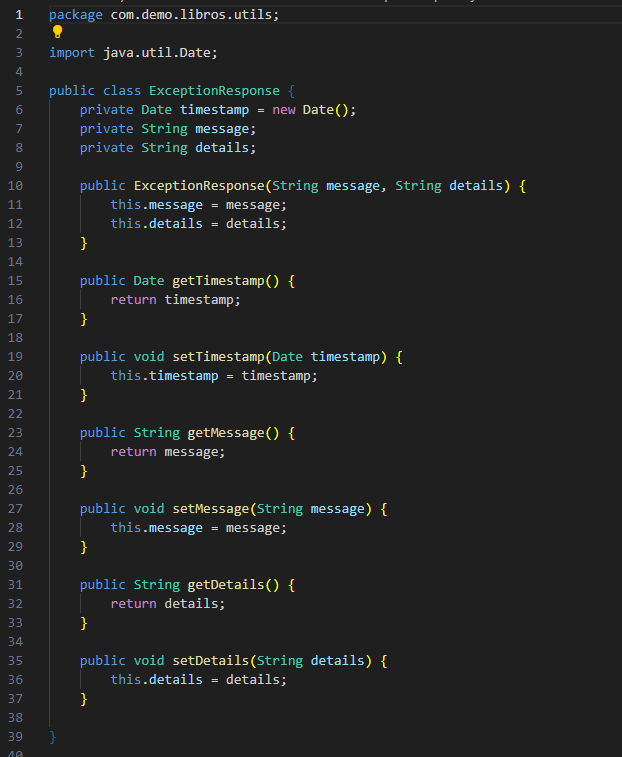 1 package com.demo.libros.utils;
2
3 import java.util.Date;
4
5 public class ExceptionResponse {
6     private Date timestamp = new Date();
7     private String message;
8     private String details;
9
10     public ExceptionResponse(String message, String details) {
11         this.message = message;
12         this.details = details;
13     }
14
15     public Date getTimestamp() {
16         return timestamp;
17     }
18
19     public void setTimestamp(Date timestamp) {
20         this.timestamp = timestamp;
21     }
22
23     public String getMessage() {
24         return message;
25     }
26
27     public void setMessage(String message) {
28         this.message = message;
29     }
30
31     public String getDetails() {
32         return details;
33     }
34
35     public void setDetails(String details) {
36         this.details = details;
37     }
38
39 }
40